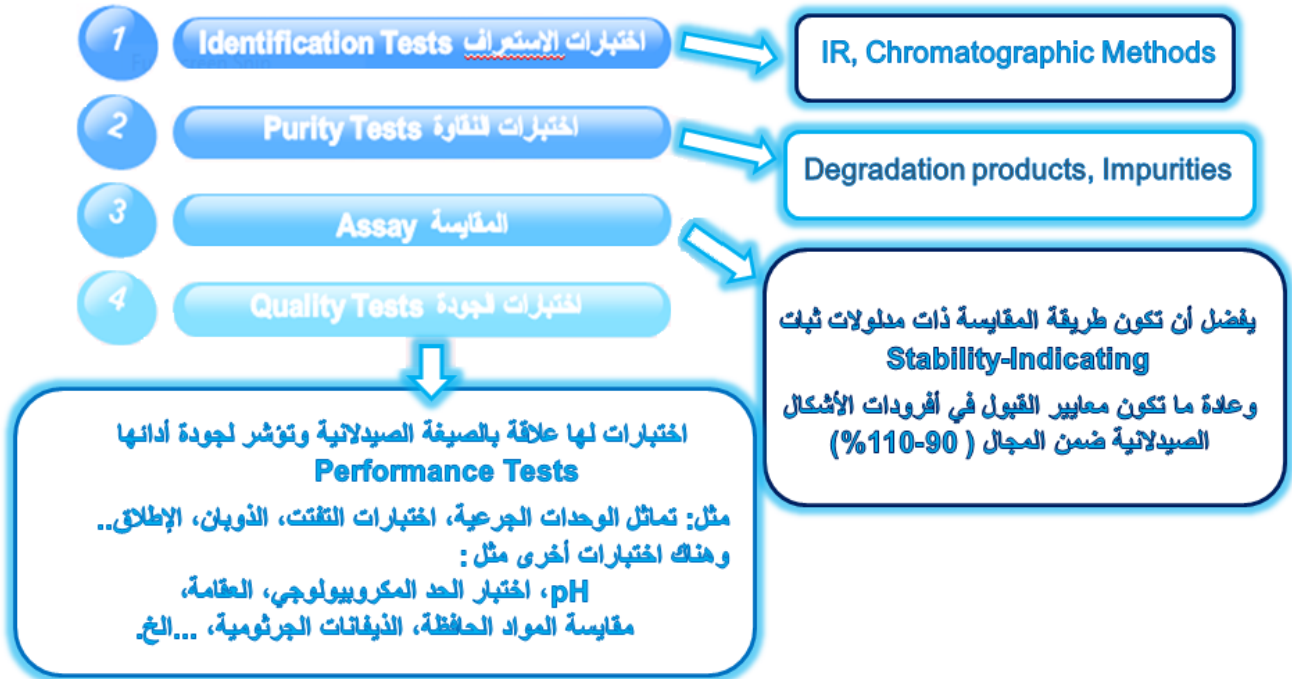 1
اختبارات الإستعراف Identification Tests
IR, Chromatographic Methods
2
اختبارات النقاوة Purity Tests
Degradation products, Impurities
3
المقايسة Assay
يفضل أن تكون طريقة المقايسة ذات مدلولات ثبات
Stability-Indicating
وعادة ما تكون معايير القبول في أفرودات الأشكال
الصيدلانية ضمن المجال ( 90-110%)
4
اختبارات الجودة Quality Tests
اختبارات لها علاقة بالصيغة الصيدلانية وتؤشر لجودة أدائها
Performance Tests
مثل: تماثل الوحدات الجرعية، اختبارات التفتت، الذوبان، الإطلاق..
وهناك اختبارات أخرى مثل :
pH، اختبار الحد المكروبيولوجي، العقامة،
مقايسة المواد الحافظة، الذيفانات الجرثومية، ...الخ.